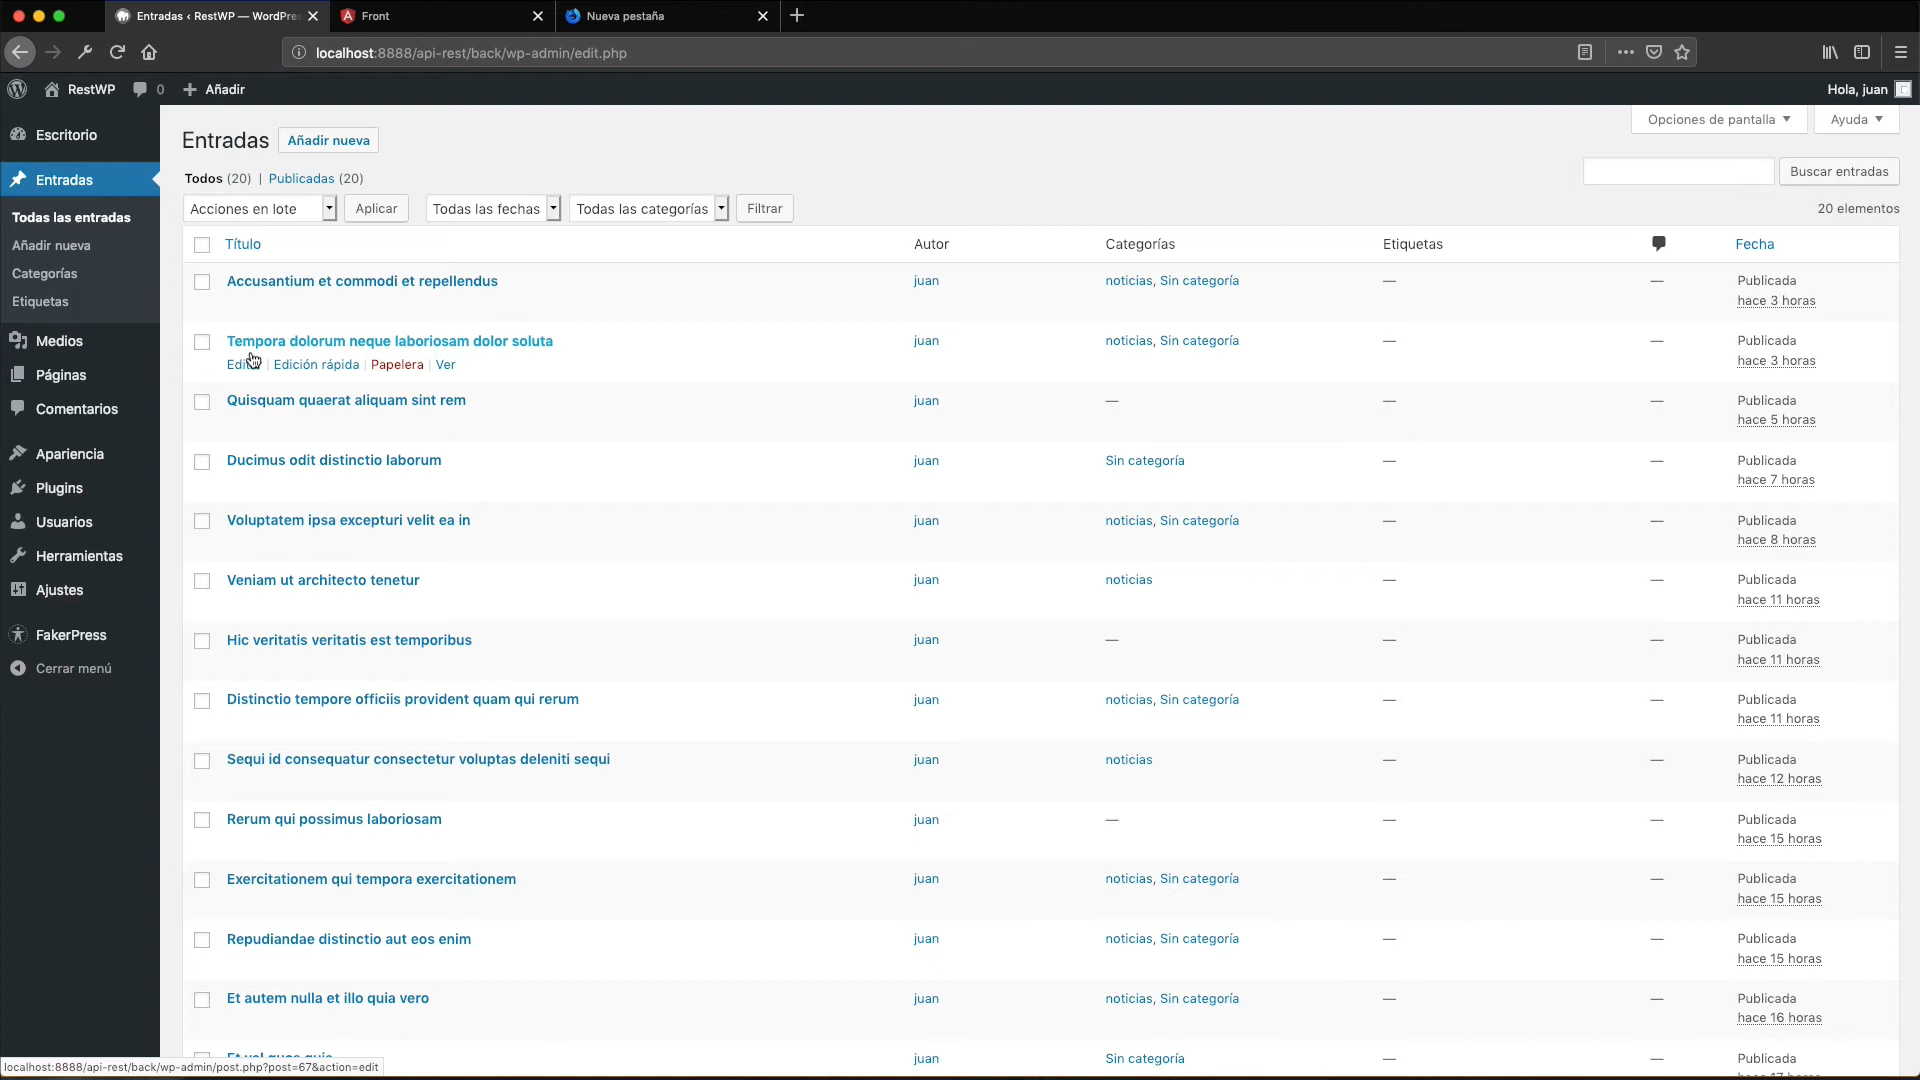 Entradas ‹ RestWP — WordPre
Front
Nueva pestaña
localhost:8888/api-rest/back/wp-admin/edit.php
RestWP
0
Añadir
Hola, juan
Escritorio
Entradas
Todas las entradas
Añadir nueva
Categorías
Etiquetas
Medios
Páginas
Comentarios
Apariencia
Plugins
Usuarios
Herramientas
Ajustes
FakerPress
Cerrar menú
Opciones de pantalla
Ayuda
Entradas
Añadir nueva
Todos (20) | Publicadas (20)
Buscar entradas
Acciones en lote
Aplicar
Todas las fechas
Todas las categorías
Filtrar
20 elementos
Título Autor Categorías Etiquetas Fecha
Accusantium et commodi et repellendus juan noticias, Sin categoría — — Publicada
hace 3 horas
Tempora dolorum neque laboriosam dolor soluta juan noticias, Sin categoría — — Publicada
Edición rápida | Papelera | Ver hace 3 horas
Quisquam quaerat aliquam sint rem juan — — — Publicada
hace 5 horas
Ducimus odit distinctio laborum juan Sin categoría — — Publicada
hace 7 horas
Voluptatem ipsa excepturi velit ea in juan noticias, Sin categoría — — Publicada
hace 8 horas
Veniam ut architecto tenetur juan noticias — — Publicada
hace 11 horas
Hic veritatis veritatis est temporibus juan — — — Publicada
hace 11 horas
Distinctio tempore officiis provident quam qui rerum juan noticias, Sin categoría — — Publicada
hace 11 horas
Sequi id consequatur consectetur voluptas deleniti sequi juan noticias — — Publicada
hace 12 horas
Rerum qui possimus laboriosam juan — — — Publicada
hace 15 horas
Exercitationem qui tempora exercitationem juan noticias, Sin categoría — — Publicada
hace 15 horas
Repudiandae distinctio aut eos enim juan noticias, Sin categoría — — Publicada
hace 15 horas
Et autem nulla et illo quia vero juan noticias, Sin categoría — — Publicada
hace 16 horas
juan Sin categoría — — Publicada
localhost:8888/api-rest/back/wp-admin/post.php?post=67&action=edit